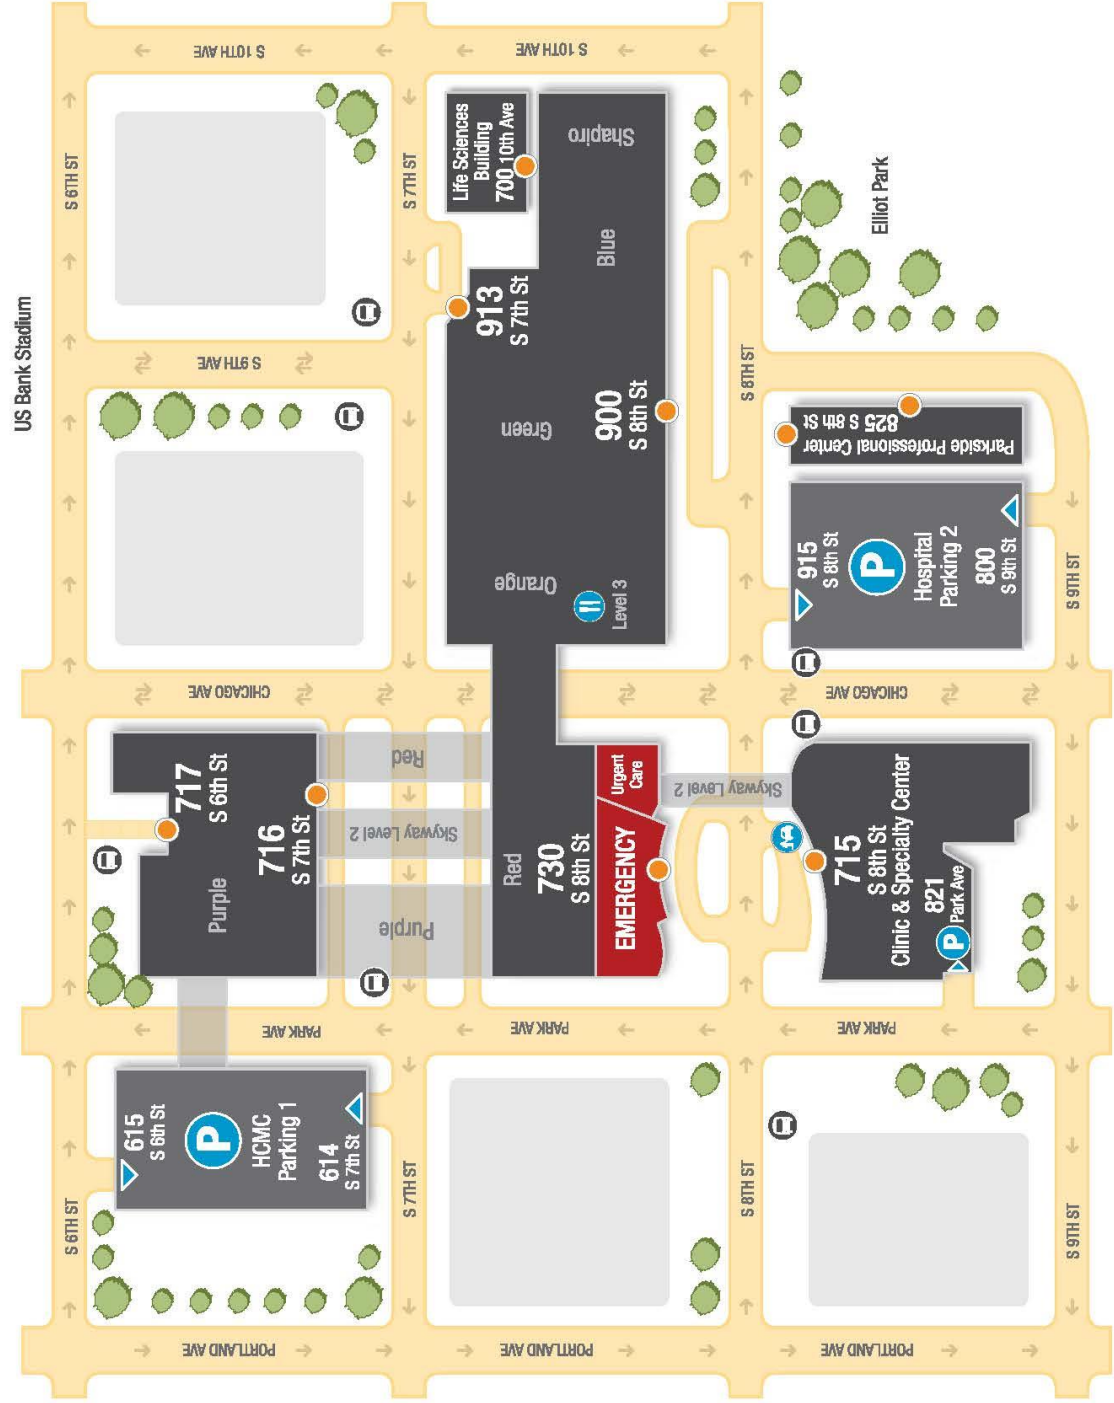 US Bank Stadium
S 6TH ST
S 6TH ST
S 10TH AVE
S 10TH AVE
S 9TH AVE
CHICAGO AVE
CHICAGO AVE
PARK AVE
PARK AVE
PARK AVE
PORTLAND AVE
PORTLAND AVE
PORTLAND AVE
S 7TH ST
S 7TH ST
S 8TH ST
S 8TH ST
S 8TH ST
S 9TH ST
S 9TH ST
615
S 6th St
P
HCMC
Parking 1
614
S 7th St
717
S 6th St
Purple
716
S 7th St
Purple
Skyway Level 2
Red
Red
730
S 8th St
EMERGENCY
Urgent
Care
Skyway Level 2
Orange
Level 3
Green
900
S 8th St
913
S 7th St
Blue
Shapiro
Life Sciences
Building
700 10th Ave
715
S 8th St
Clinic & Specialty Center
821
Park Ave
P
915
S 8th St
P
Hospital
Parking 2
800
S 9th St
Parkside Professional Center
825 S 8th St
Elliot Park